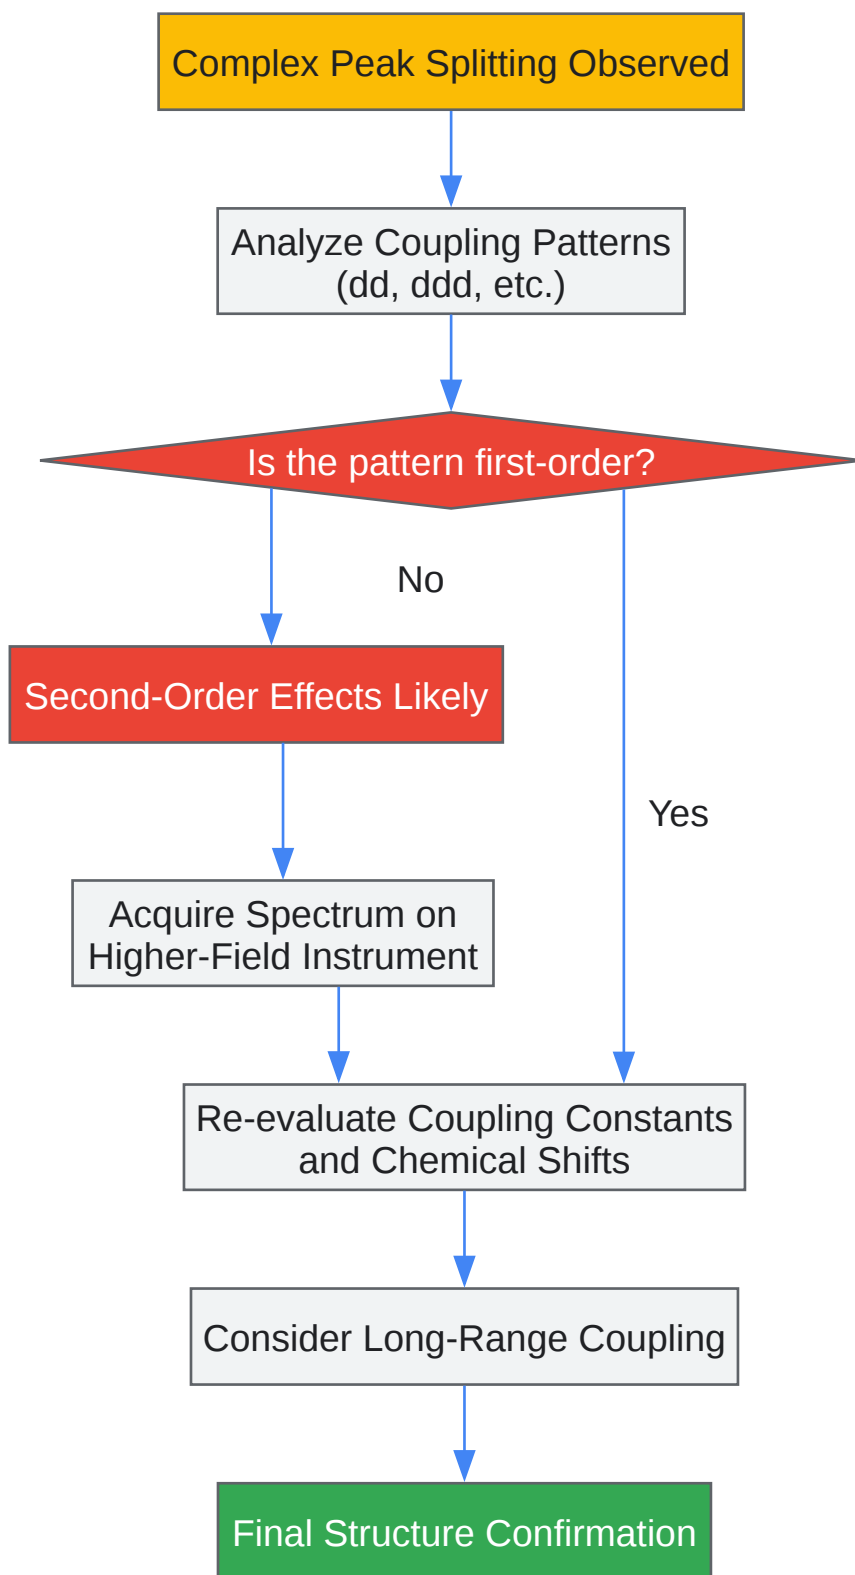 Complex Peak Splitting Observed
Analyze Coupling Patterns
(dd, ddd, etc.)
Is the pattern first-order?
No
Second-Order Effects Likely
Yes
Acquire Spectrum on
Higher-Field Instrument
Re-evaluate Coupling Constants
and Chemical Shifts
Consider Long-Range Coupling
Final Structure Confirmation